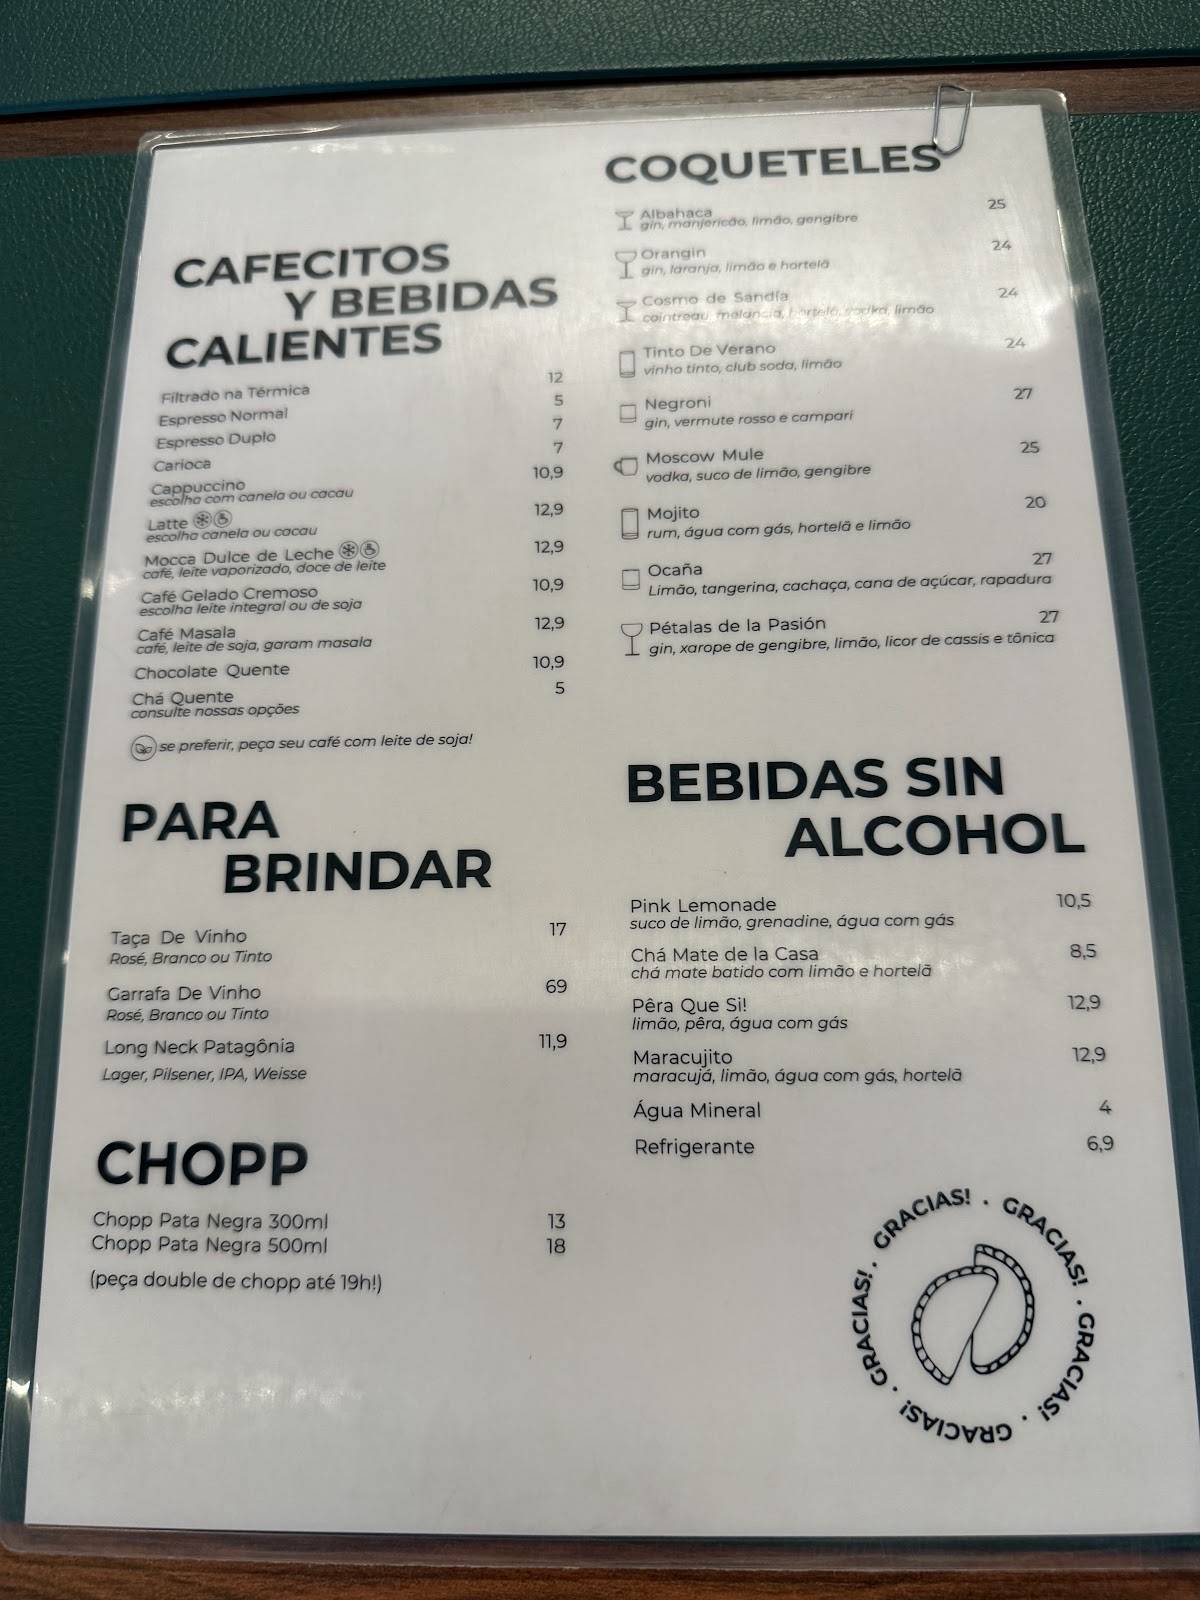 CAFECITOS
Y BEBIDAS
CALIENTES
Filtrado na Térmica 12
Espresso Normal 5
Espresso Duplo 7
Carioca 7
Cappuccino 10,9
escolha com canela ou cacau
Latte 12,9
escolha canela ou cacau
Mocca Dulce de Leche 12,9
café, leite vaporizado, doce de leite
Café Gelado Cremoso 10,9
escolha leite integral ou de soja
Café Masala 12,9
café, leite de soja, garam masala
Chocolate Quente 10,9
Chá Quente 5
consulte nossas opções
se preferir, peça seu café com leite de soja!
PARA
BRINDAR
Taça De Vinho 17
Rosé, Branco ou Tinto
Garrafa De Vinho 69
Rosé, Branco ou Tinto
Long Neck Patagônia 11,9
Lager, Pilsener, IPA, Weisse
CHOPP
Chopp Pata Negra 300ml 13
Chopp Pata Negra 500ml 18
(peça double de chopp até 19h!)
COQUETELES
Albahaca 25
gin, manjericão, limão, gengibre
Orangin 24
gin, laranja, limão e hortelã
Cosmo de Sandía 24
cointreau, melancia, hortelã, vodka, limão
Tinto De Verano 24
vinho tinto, club soda, limão
Negroni 27
gin, vermute rosso e campari
Moscow Mule 25
vodka, suco de limão, gengibre
Mojito 20
rum, água com gás, hortelã e limão
Ocaña 27
Limão, tangerina, cachaça, cana de açúcar, rapadura
Pétalas de la Pasión 27
gin, xarope de gengibre, limão, licor de cassis e tônica
BEBIDAS SIN
ALCOHOL
Pink Lemonade 10,5
suco de limão, grenadine, água com gás
Chá Mate de la Casa 8,5
chá mate batido com limão e hortelã
Pêra Que Si! 12,9
limão, pêra, água com gás
Maracujito 12,9
maracujá, limão, água com gás, hortelã
Água Mineral 4
Refrigerante 6,9
GRACIAS! · GRACIAS! · GRACIAS! · GRACIAS! · GRACIAS! ·